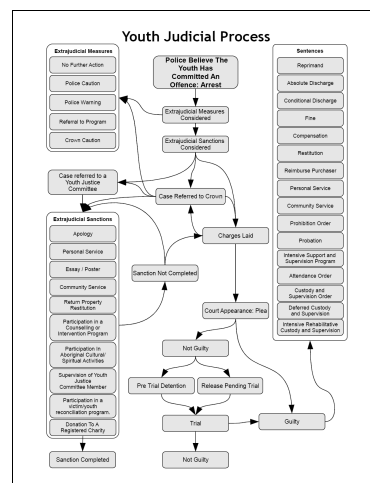 Youth Judicial Process
Extrajudicial Measures
No Further Action
Police Caution
Police Warning
Referral to Program
Crown Caution
Police Believe The
Youth Has
Committed An
Offence: Arrest
Extrajudicial Measures
Considered
Extrajudicial Sanctions
Considered
Case referred to a
Youth Justice
Committee
Case Referred to Crown
Charges Laid
Sanction Not Completed
Court Appearance: Plea
Extrajudicial Sanctions
Apology
Personal Service
Essay / Poster
Community Service
Return Property
Restitution
Participation in a
Counselling or
Intervention Program
Participation In
Aboriginal Cultural/
Spiritual Activities
Supervision of Youth
Justice
Committee Member
Participation in a
victim/youth
reconciliation program.
Donation To A
Registered Charity
Sanction Completed
Not Guilty
Pre Trial Detention
Release Pending Trial
Trial
Guilty
Not Guilty
Sentences
Reprimand
Absolute Discharge
Conditional Discharge
Fine
Compensation
Restitution
Reimburse Purchaser
Personal Service
Community Service
Prohibition Order
Probation
Intensive Support and
Supervision Program
Attendance Order
Custody and
Supervision Order
Deferred Custody
and Supervision
Intensive Rehabilitative
Custody and Supervision